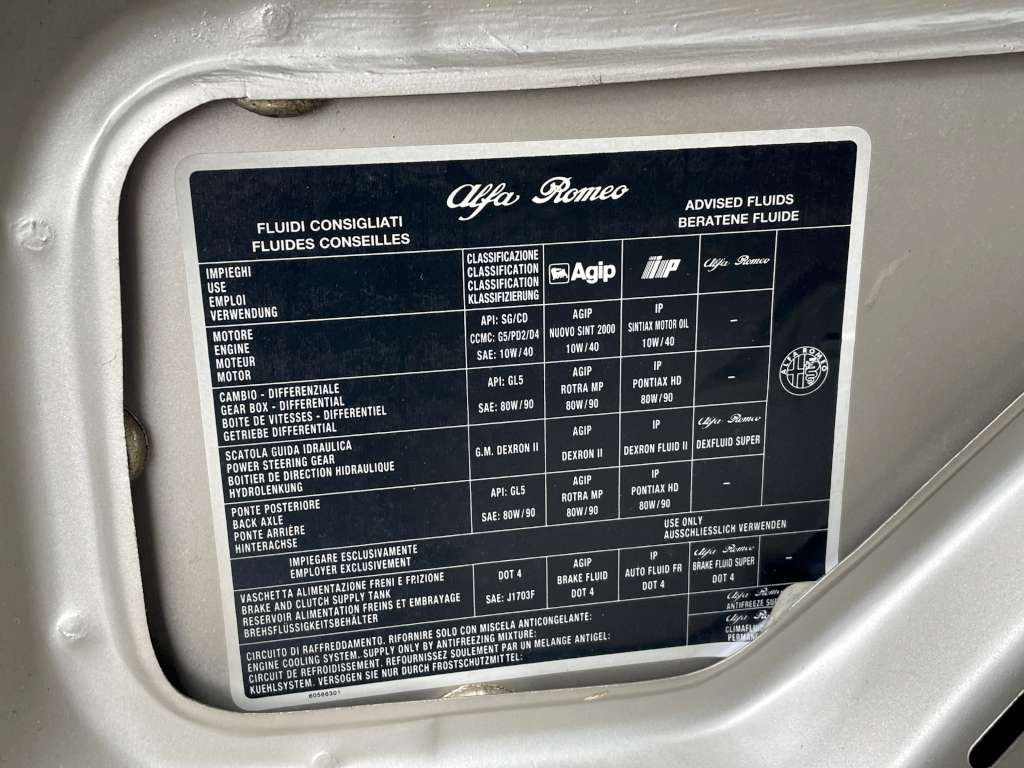 Alfa Romeo
FLUIDI CONSIGLIATI
FLUIDES CONSEILLES
ADVISED FLUIDS
BERATENE FLUIDE
IMPIEGHI
USE
EMPLOI
VERWENDUNG
CLASSIFICAZIONE
CLASSIFICATION
CLASSIFICATION
KLASSIFIZIERUNG
Agip
IP
Alfa Romeo
MOTORE
ENGINE
MOTEUR
MOTOR
API: SG/CD
CCMC: G5/PD2/D4
SAE: 10W/40
AGIP
NUOVO SINT 2000
10W/40
IP
SINTIAX MOTOR OIL
10W/40
–
ALFA ROMEO
CAMBIO - DIFFERENZIALE
GEAR BOX - DIFFERENTIAL
BOITE DE VITESSES - DIFFERENTIEL
GETRIEBE DIFFERENTIAL
API: GL5
SAE: 80W/90
AGIP
ROTRA MP
80W/90
IP
PONTIAX HD
80W/90
–
SCATOLA GUIDA IDRAULICA
POWER STEERING GEAR
BOITIER DE DIRECTION HIDRAULIQUE
HYDROLENKUNG
G.M. DEXRON II
AGIP
DEXRON II
IP
DEXRON FLUID II
Alfa Romeo
DEXFLUID SUPER
PONTE POSTERIORE
BACK AXLE
PONTE ARRIÈRE
HINTERACHSE
API: GL5
SAE: 80W/90
AGIP
ROTRA MP
80W/90
IP
PONTIAX HD
80W/90
–
IMPIEGARE ESCLUSIVAMENTE
EMPLOYER EXCLUSIVEMENT
USE ONLY
AUSSCHLIESSLICH VERWENDEN
VASCHETTA ALIMENTAZIONE FRENI E FRIZIONE
BRAKE AND CLUTCH SUPPLY TANK
RESERVOIR ALIMENTATION FREINS ET EMBRAYAGE
BREHSFLÜSSIGKEITSBEHÄLTER
DOT 4
SAE: J1703F
AGIP
BRAKE FLUID
DOT 4
IP
AUTO FLUID FR
DOT 4
Alfa Romeo
BRAKE FLUID SUPER
DOT 4
–
CIRCUITO DI RAFFREDDAMENTO. RIFORNIRE SOLO CON MISCELA ANTICONGELANTE:
ENGINE COOLING SYSTEM. SUPPLY ONLY BY ANTIFREEZING MIXTURE:
CIRCUIT DE REFROIDISSEMENT. REFOURNISSEZ SOULEMENT PAR UN MELANGE ANTIGEL:
KUEHLSYSTEM. VERSOGEN SIE NUR DURCH FROSTSCHUTZMITTEL:
Alfa
ANTIFREEZE
Alfa
60566301